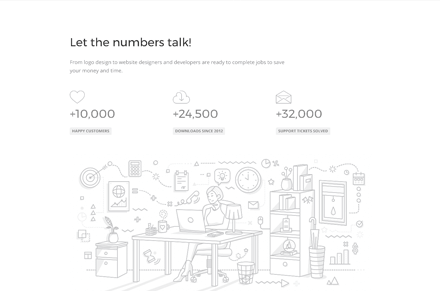 Let the numbers talk!
From logo design to website designers and developers are ready to complete jobs to save
your money and time.
+10,000
+24,500
+32,000
HAPPY CUSTOMERS
DOWNLOADS SINCE 2012
SUPPORT TICKETS SOLVED